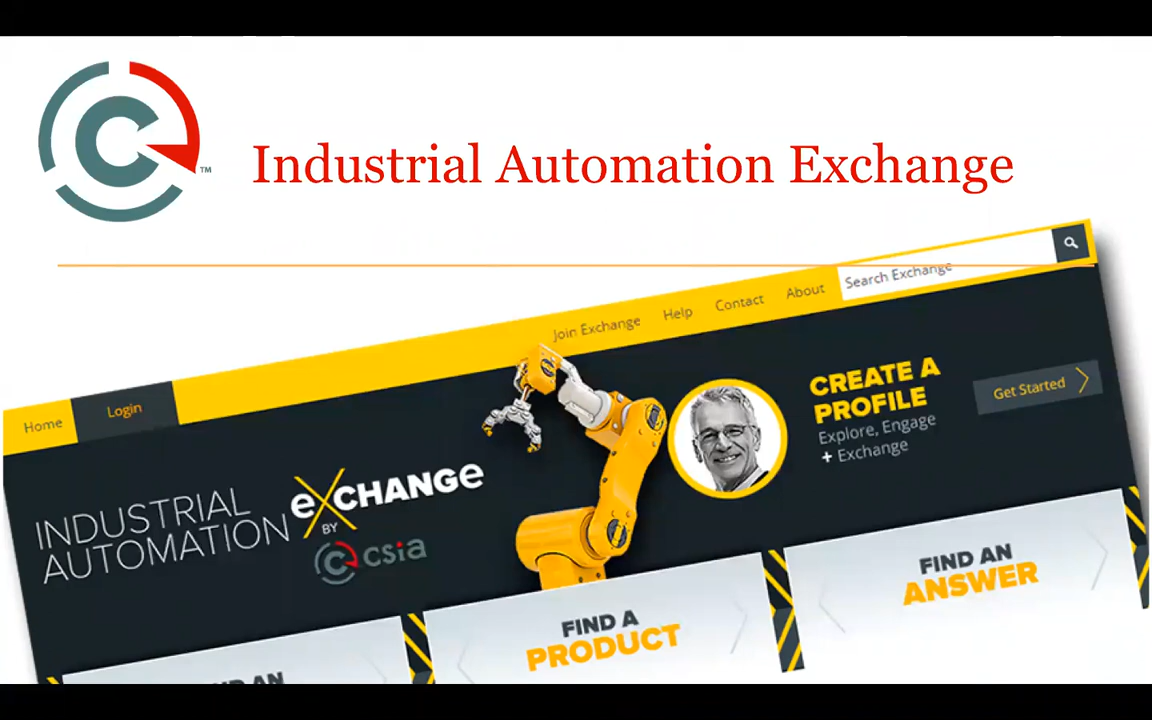 TM
Industrial Automation Exchange
Search Exchange
Join Exchange Help Contact About
Home
Login
CREATE A
PROFILE
Explore, Engage
+ Exchange
Get Started
INDUSTRIAL
AUTOMATION
eXCHANGe
BY
csia
FIND A
PRODUCT
FIND AN
ANSWER